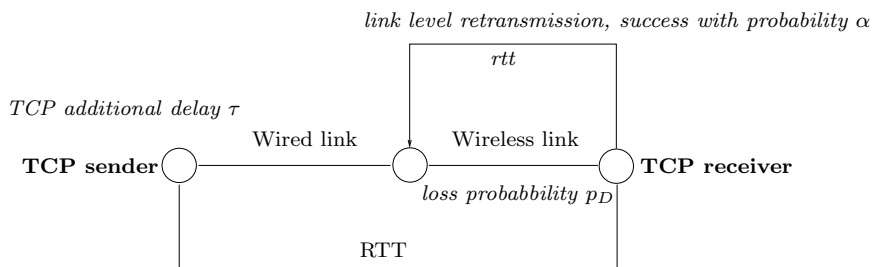 link level retransmission, success with probability α
rtt
TCP additional delay τ
Wired link
Wireless link
TCP sender
TCP receiver
loss probabbility p_D
RTT